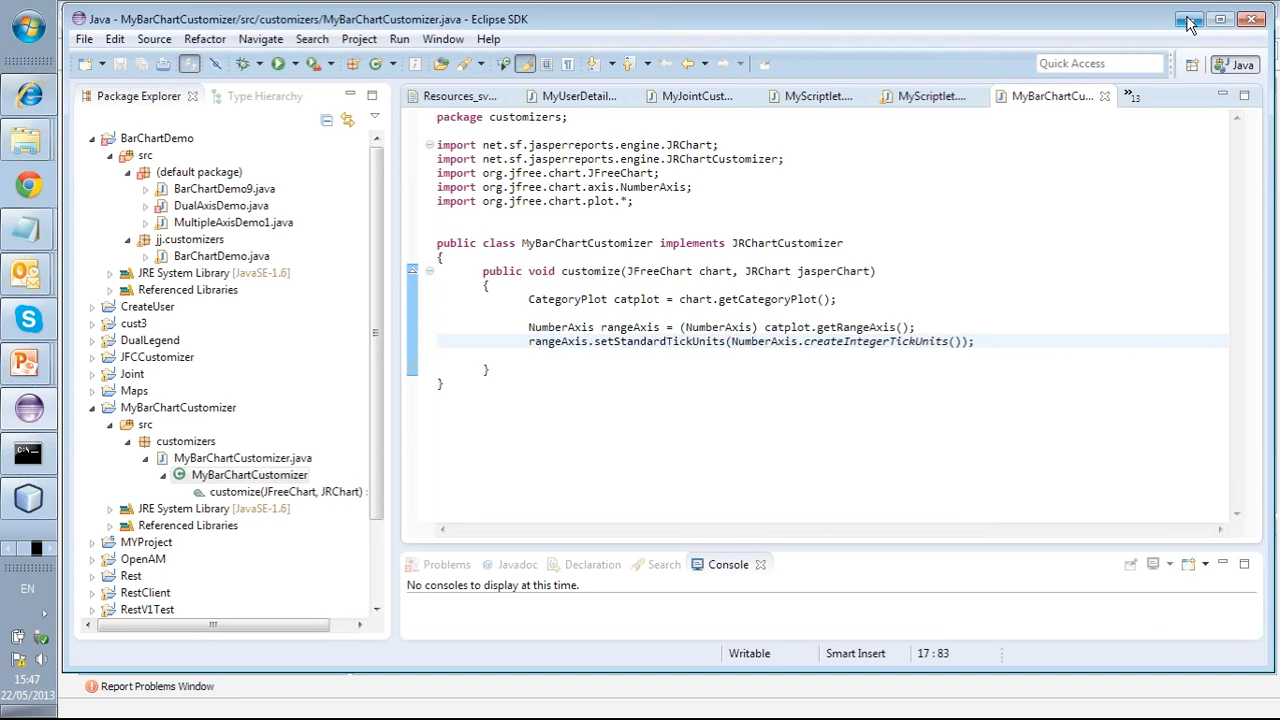 Java - MyBarChartCustomizer/src/customizers/MyBarChartCustomizer.java - Eclipse SDK
File Edit Source Refactor Navigate Search Project Run Window Help
Quick Access
Java
Package Explorer
Type Hierarchy
Resources_sv...
MyUserDetail...
MyJointCust...
MyScriptlet....
MyScriptlet....
MyBarChartCu...
»13
BarChartDemo
src
(default package)
BarChartDemo9.java
DualAxisDemo.java
MultipleAxisDemo1.java
jj.customizers
BarChartDemo.java
JRE System Library [JavaSE-1.6]
Referenced Libraries
CreateUser
cust3
DualLegend
JFCCustomizer
Joint
Maps
MyBarChartCustomizer
src
customizers
MyBarChartCustomizer.java
MyBarChartCustomizer
customize(JFreeChart, JRChart) :
JRE System Library [JavaSE-1.6]
Referenced Libraries
MYProject
OpenAM
Rest
RestClient
RestV1Test
package customizers;
import net.sf.jasperreports.engine.JRChart;
import net.sf.jasperreports.engine.JRChartCustomizer;
import org.jfree.chart.JFreeChart;
import org.jfree.chart.axis.NumberAxis;
import org.jfree.chart.plot.*;
public class MyBarChartCustomizer implements JRChartCustomizer
{
public void customize(JFreeChart chart, JRChart jasperChart)
{
CategoryPlot catplot = chart.getCategoryPlot();
NumberAxis rangeAxis = (NumberAxis) catplot.getRangeAxis();
rangeAxis.setStandardTickUnits(NumberAxis.createIntegerTickUnits());
}
}
Problems
Javadoc
Declaration
Search
Console
No consoles to display at this time.
Writable
Smart Insert
17 : 83
EN
15:47
22/05/2013
Report Problems Window